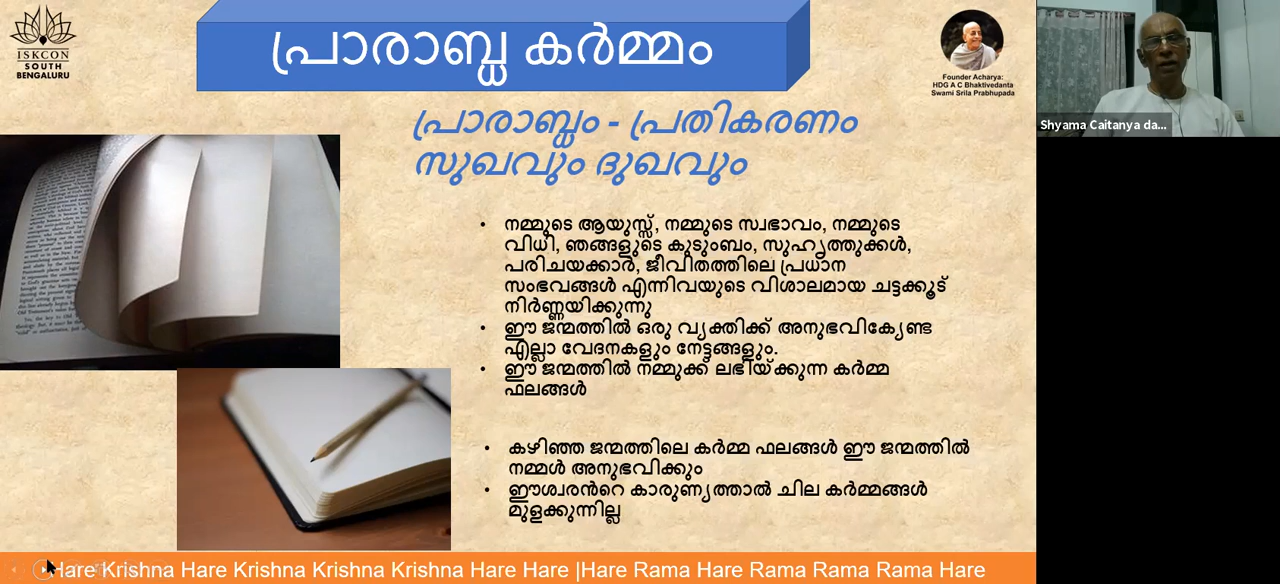 ISKCON
SOUTH
BENGALURU
പ്രാരാബ്ധ കർമ്മം
Founder Acharya:
HDG A C Bhaktivedanta
Swami Srila Prabhupada
Shyama Caitanya da...
പ്രാരാബ്ധം - പ്രതികരണം
സുഖവും ദുഖവും
• നമ്മുടെ ആയുസ്സ്, നമ്മുടെ സ്വഭാവം, നമ്മുടെ
വിധി, ഞങ്ങളുടെ കുടുംബം, സുഹൃത്തുക്കൾ,
പരിചയക്കാർ, ജീവിതത്തിലെ പ്രധാന
സംഭവങ്ങൾ എന്നിവയുടെ വിശാലമായ ചട്ടക്കൂട്
നിർണ്ണയിക്കുന്നു
• ഈ ജന്മത്തിൽ ഒരു വ്യക്തിക്ക് അനുഭവിക്യേണ്ട
എല്ലാ വേദനകളും നേട്ടങ്ങളും.
• ഈ ജന്മത്തിൽ നമ്മുക്ക് ലഭിയ്ക്കുന്ന കർമ്മ
ഫലങ്ങൾ
• കഴിഞ്ഞ ജന്മത്തിലെ കർമ്മ ഫലങ്ങൾ ഈ ജന്മത്തിൽ
നമ്മൾ അനുഭവിക്കും
• ഈശ്വരൻറെ കാരുണ്യത്താൽ ചില കർമ്മങ്ങൾ
മുളക്കുന്നില്ല
Hare Krishna Hare Krishna Krishna Krishna Hare Hare |Hare Rama Hare Rama Rama Rama Hare